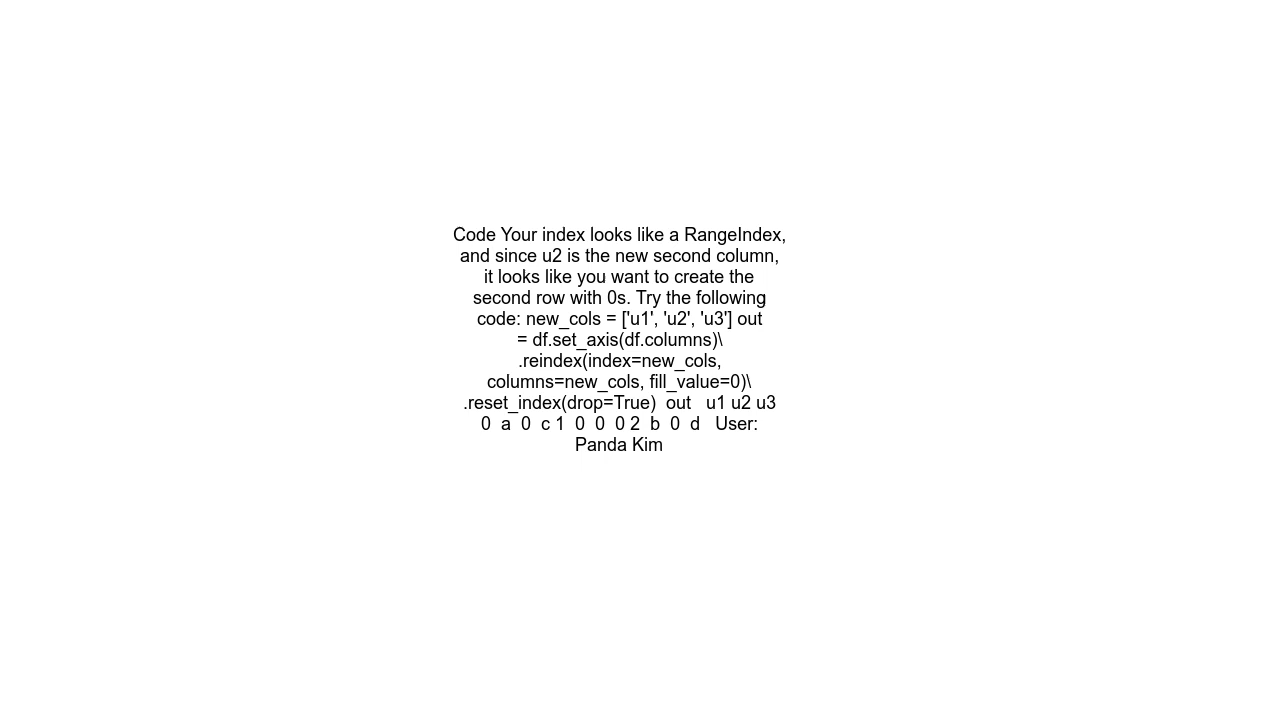 Code Your index looks like a RangeIndex,
and since u2 is the new second column,
it looks like you want to create the
second row with 0s. Try the following
code: new_cols = ['u1', 'u2', 'u3'] out
= df.set_axis(df.columns)\
.reindex(index=new_cols,
columns=new_cols, fill_value=0)\
.reset_index(drop=True)  out   u1 u2 u3
0  a  0  c 1  0  0  0 2  b  0  d   User:
Panda Kim